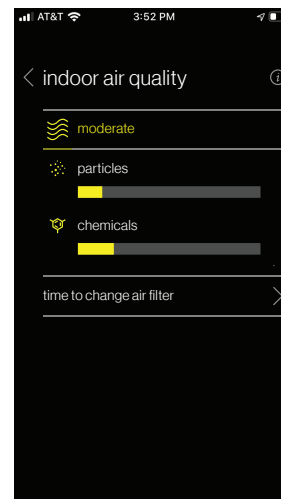 AT&T 3:52 PM
indoor air quality
moderate
particles
chemicals
time to change air filter